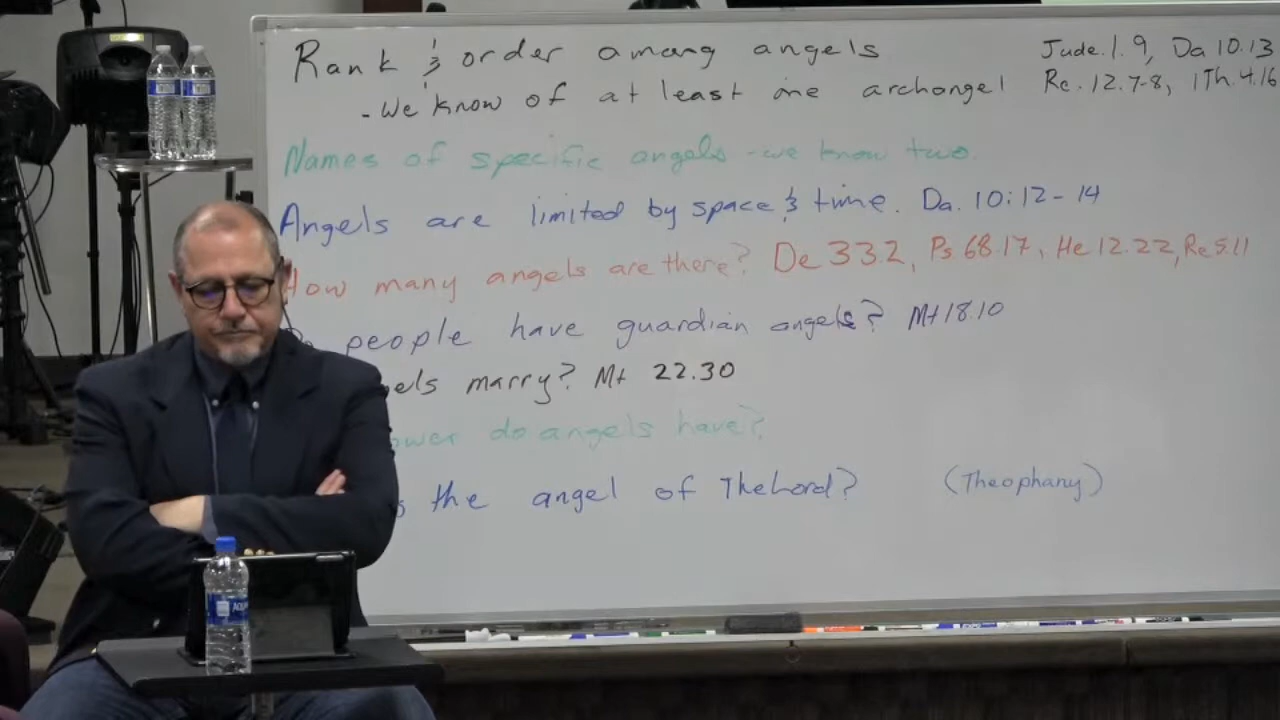 Rank & order among angels Jude.1.9, Da 10.13
- We know of at least one archangel Re.12.7-8, 1Th.4.16
Names of specific angels - we know two.
Angels are limited by space & time. Da. 10:12-14
How many angels are there? De 33.2, Ps.68.17, He 12.22, Re5.11
people have guardian angels? Mt 18.10
els marry? Mt 22.30
ower do angels have?
s the angel of The Lord? (Theophany)